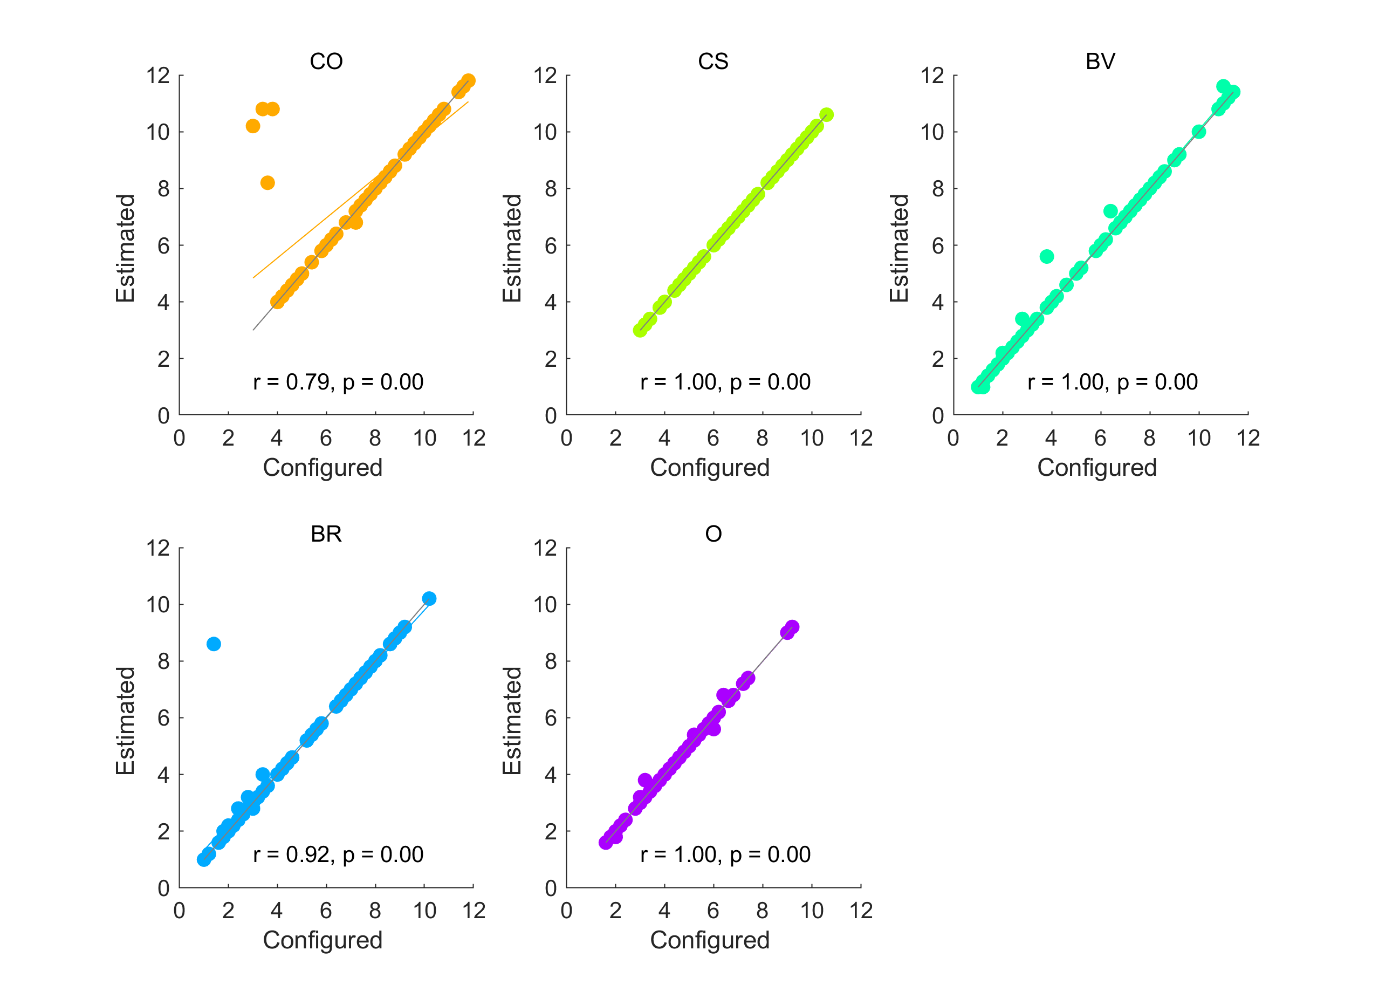 CO
12
10
8
6
4
2
0
Estimated
r = 0.79, p = 0.00
0 2 4 6 8 10 12
Configured
CS
12
10
8
6
4
2
0
Estimated
r = 1.00, p = 0.00
0 2 4 6 8 10 12
Configured
BV
12
10
8
6
4
2
0
Estimated
r = 1.00, p = 0.00
0 2 4 6 8 10 12
Configured
BR
12
10
8
6
4
2
0
Estimated
r = 0.92, p = 0.00
0 2 4 6 8 10 12
Configured
O
12
10
8
6
4
2
0
Estimated
r = 1.00, p = 0.00
0 2 4 6 8 10 12
Configured